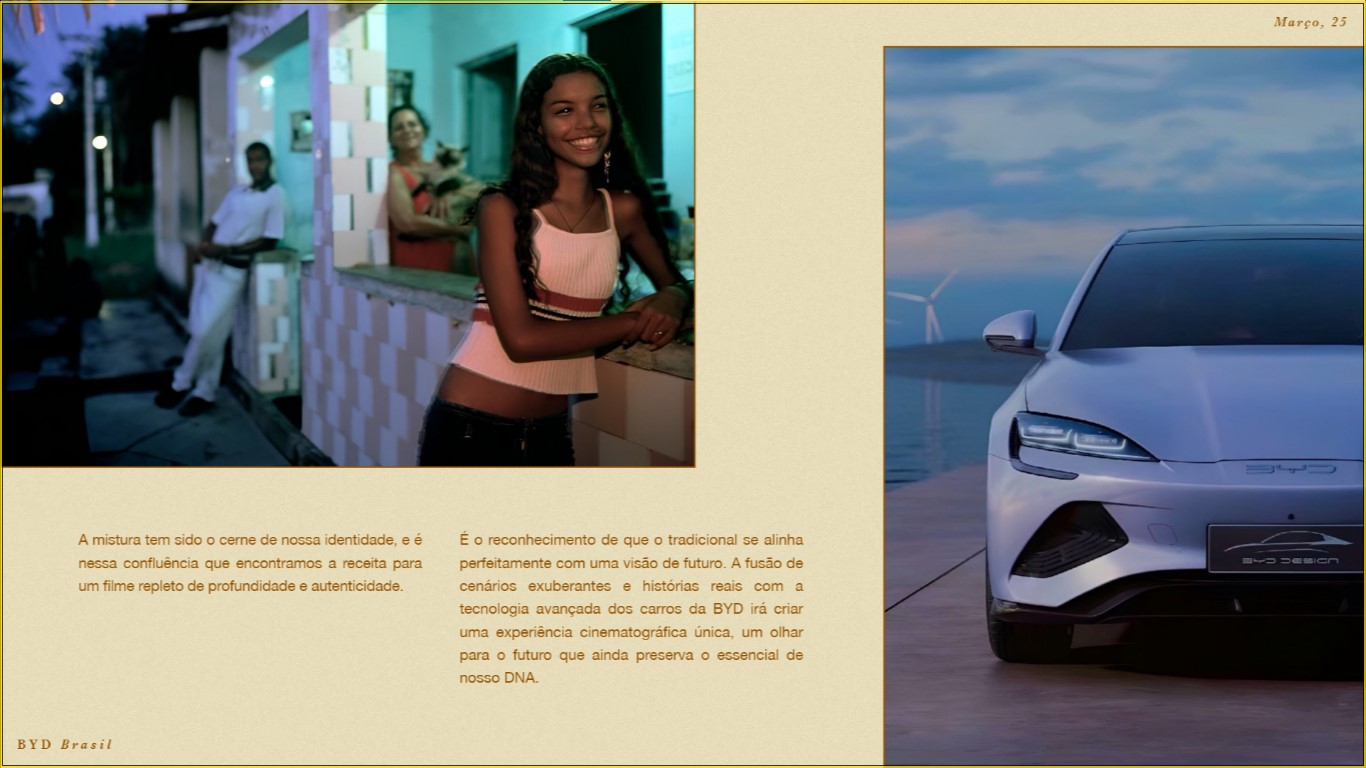 Março, 25
A mistura tem sido o cerne de nossa identidade, e é
nessa confluência que encontramos a receita para
um filme repleto de profundidade e autenticidade.
É o reconhecimento de que o tradicional se alinha
perfeitamente com uma visão de futuro. A fusão de
cenários exuberantes e histórias reais com a
tecnologia avançada dos carros da BYD irá criar
uma experiência cinematográfica única, um olhar
para o futuro que ainda preserva o essencial de
nosso DNA.
BYD
BYD DESIGN
BYD Brasil